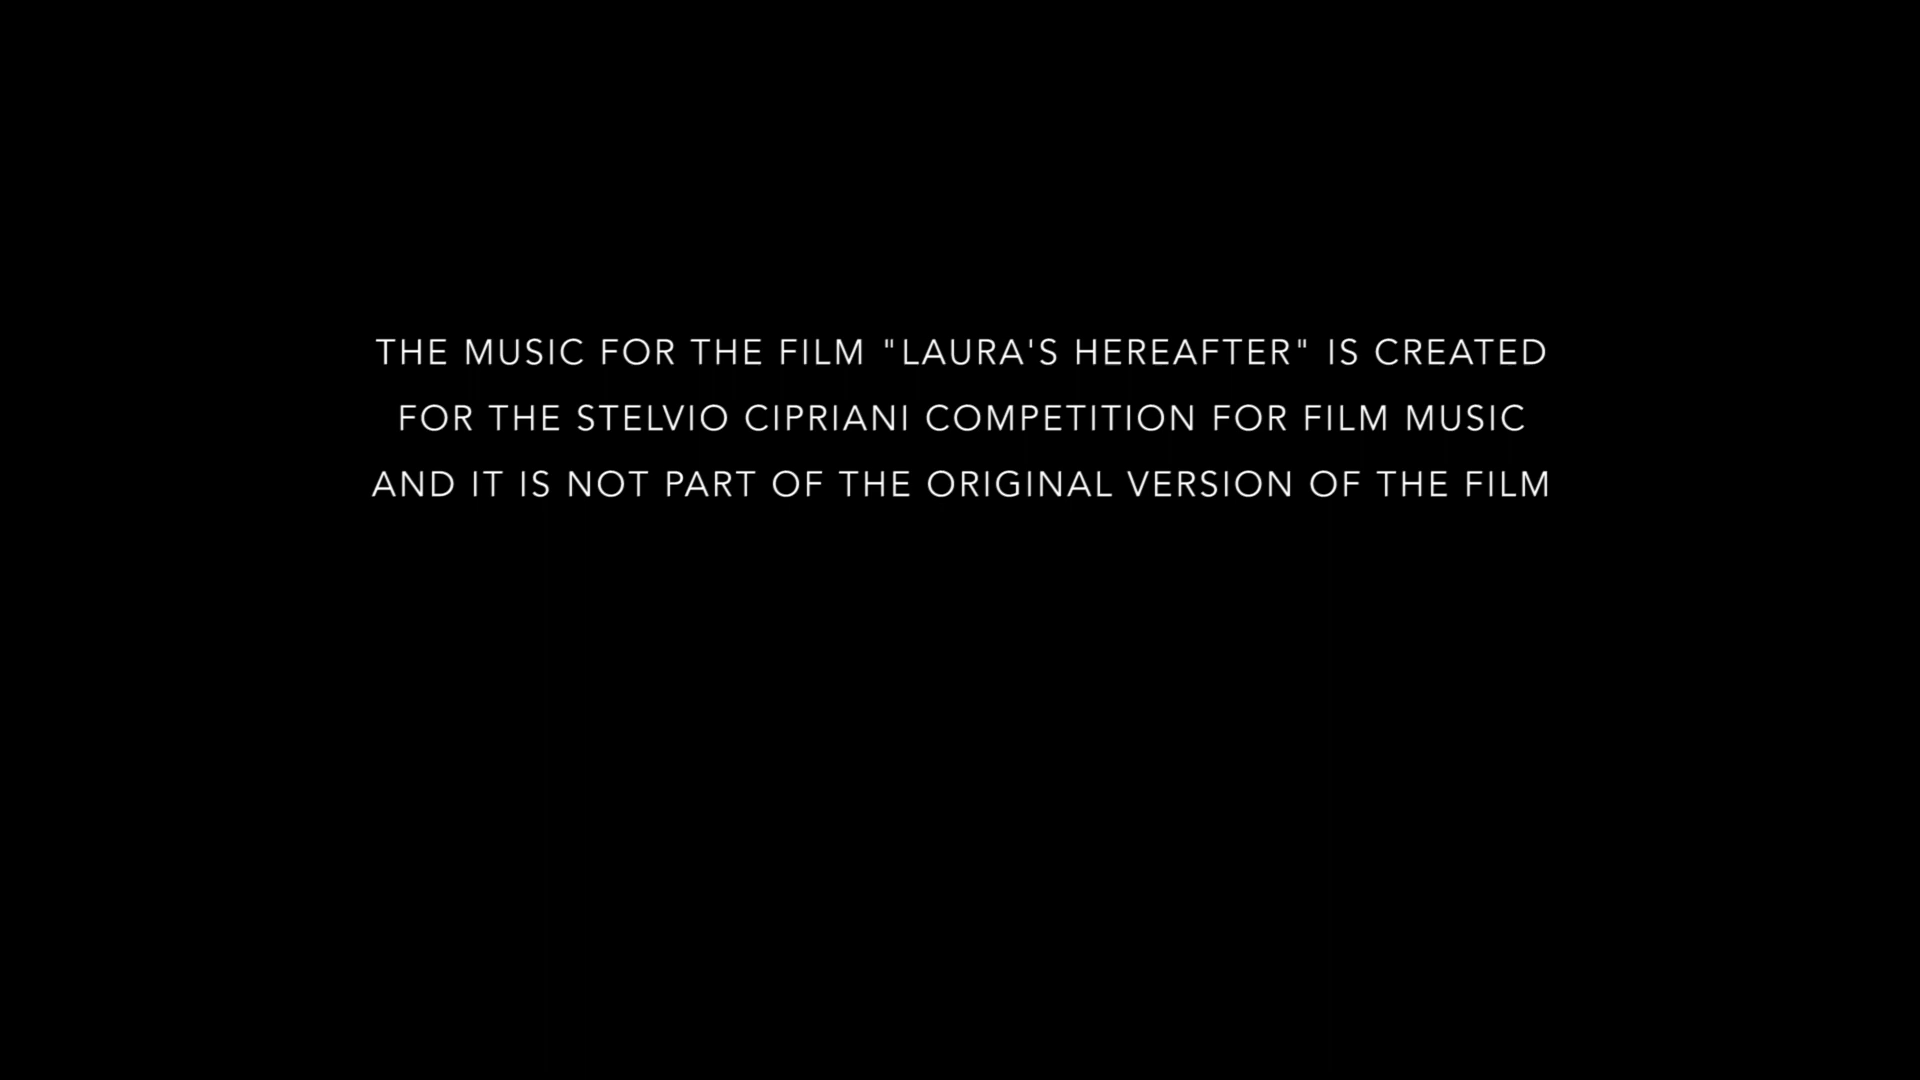 THE MUSIC FOR THE FILM "LAURA'S HEREAFTER" IS CREATED
FOR THE STELVIO CIPRIANI COMPETITION FOR FILM MUSIC
AND IT IS NOT PART OF THE ORIGINAL VERSION OF THE FILM